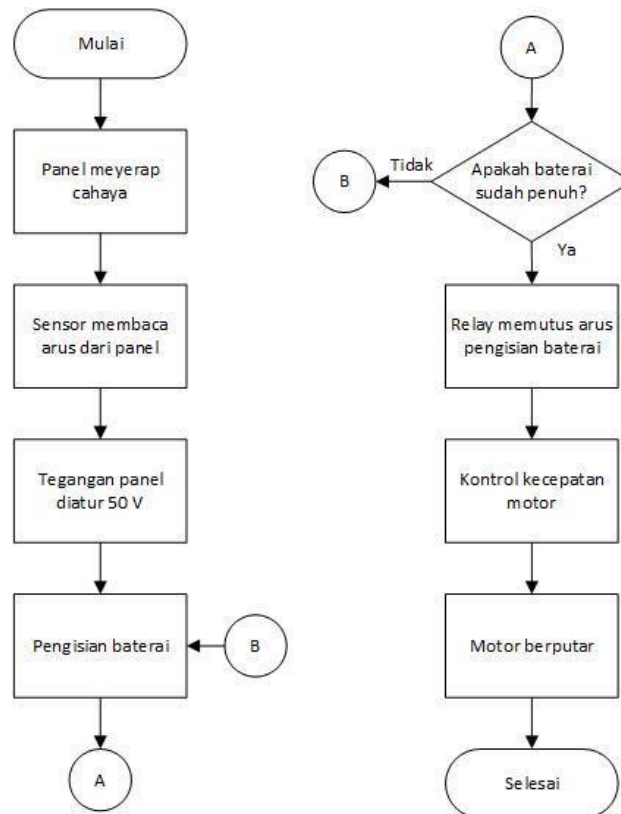 Mulai
Panel meyerap
cahaya
Sensor membaca
arus dari panel
Tegangan panel
diatur 50 V
Pengisian baterai
B
A
A
Apakah baterai
sudah penuh?
Tidak
B
Ya
Relay memutus arus
pengisian baterai
Kontrol kecepatan
motor
Motor berputar
Selesai